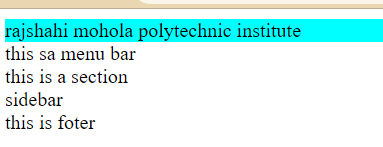 rajshahi mohola polytechnic institute
this sa menu bar
this is a section
sidebar
this is foter